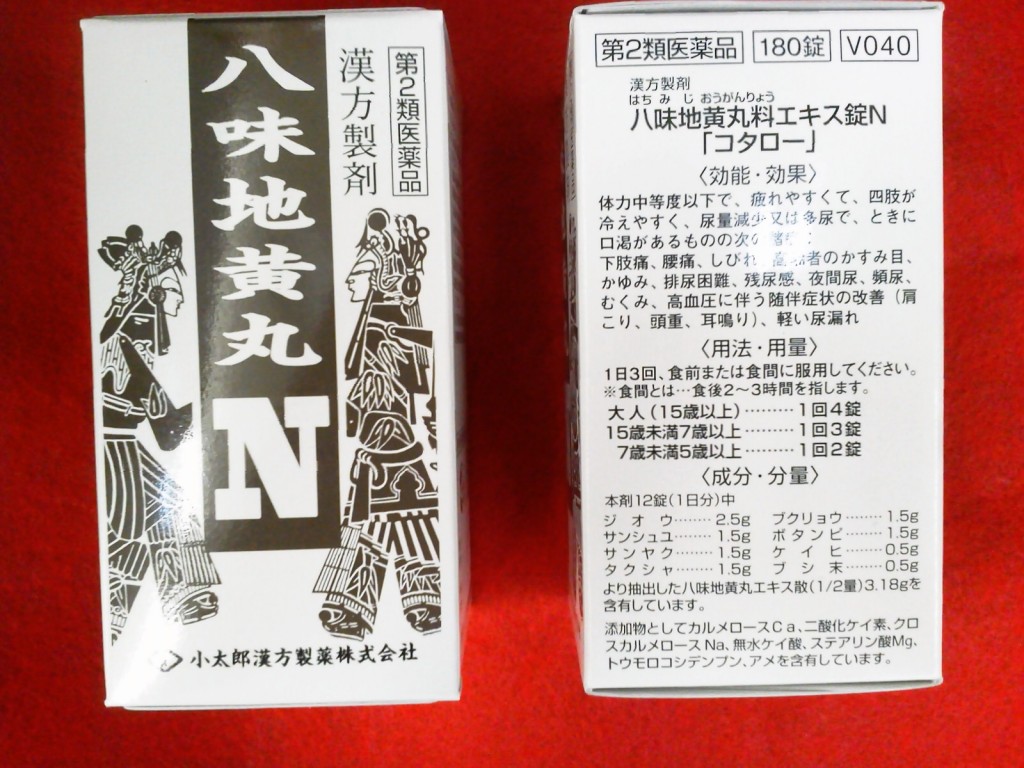 第2類医薬品
漢方製剤
八味地黄丸
N
小太郎漢方製薬株式会社
第2類医薬品 180錠 V040
漢方製剤
はちみじおうがんりょう
八味地黄丸料エキス錠N
「コタロー」
〈効能・効果〉
体力中等度以下で、疲れやすくて、四肢が
冷えやすく、尿量減少又は多尿で、ときに
口渇があるものの次の諸症:
下肢痛、腰痛、しびれ、高齢者のかすみ目、
かゆみ、排尿困難、残尿感、夜間尿、頻尿、
むくみ、高血圧に伴う随伴症状の改善（肩
こり、頭重、耳鳴り）、軽い尿漏れ
〈用法・用量〉
1日3回、食前または食間に服用してください。
※食間とは…食後2〜3時間を指します。
大人（15歳以上）………1回4錠
15歳未満7歳以上………1回3錠
7歳未満5歳以上………1回2錠
〈成分・分量〉
本剤12錠（1日分）中
ジオウ……… 2.5g ブクリョウ……… 1.5g
サンシュユ……… 1.5g ボタンピ……… 1.5g
サンヤク……… 1.5g ケイヒ……… 0.5g
タクシャ……… 1.5g ブシ末……… 0.5g
より抽出した八味地黄丸エキス散（1/2量）3.18gを
含有しています。
添加物としてカルメロースCa、二酸化ケイ素、クロ
スカルメロースNa、無水ケイ酸、ステアリン酸Mg、
トウモロコシデンプン、アメを含有しています。